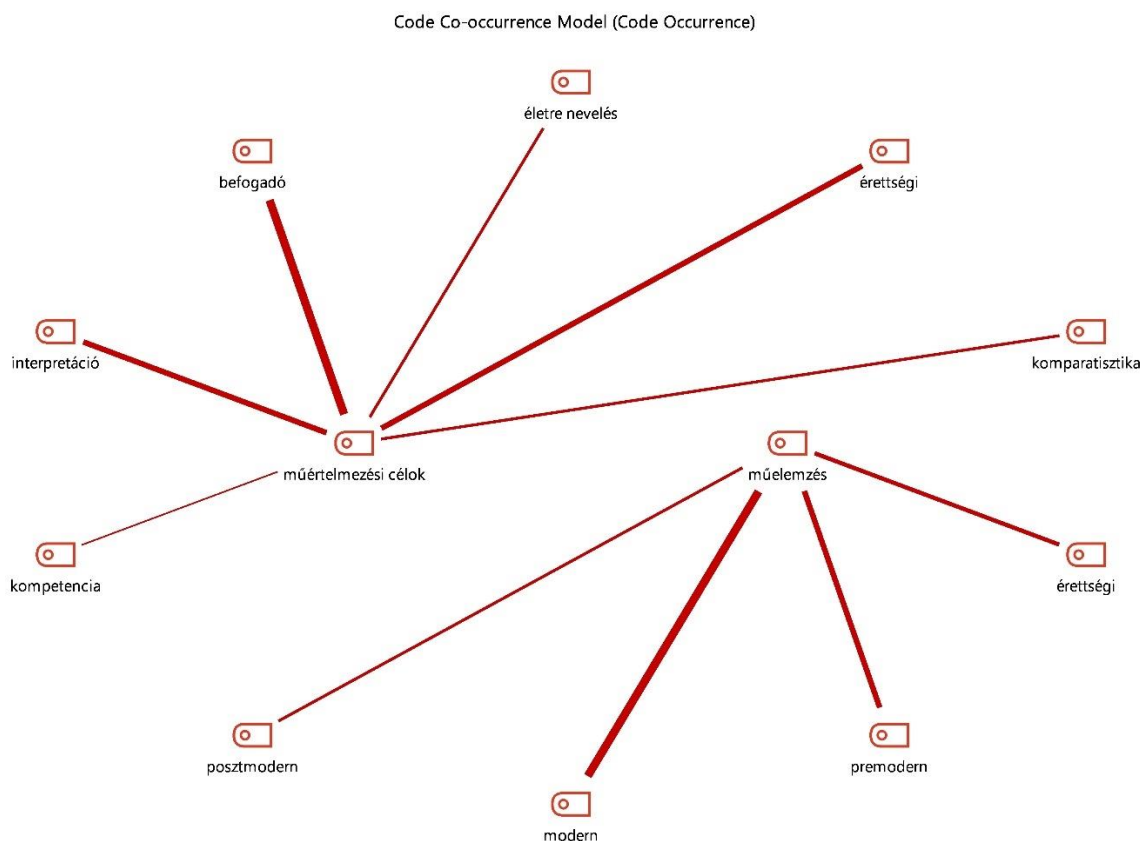 Code Co-occurrence Model (Code Occurrence)
életre nevelés
befogadó
érettségi
interpretáció
komparatisztika
műértelmezési célok
műelemzés
kompetencia
érettségi
posztmodern
premodern
modern